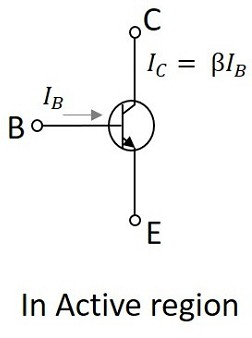 C
I_C = βI_B
I_B
B
E
In Active region